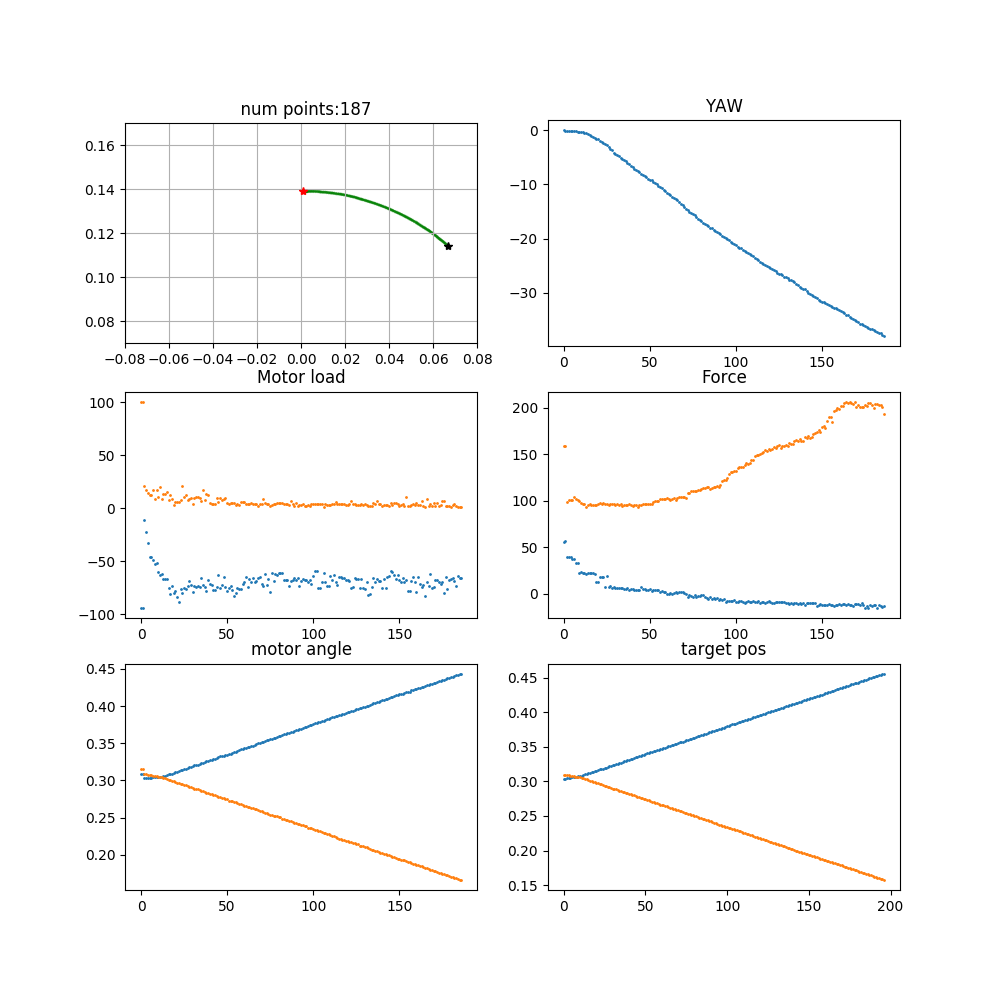 num points:187
YAW
0.16
0.14
0.12
0.10
0.08
−0.08 −0.06 −0.04 −0.02 0.00 0.02 0.04 0.06 0.08
0
−10
−20
−30
0 50 100 150
Motor load
Force
100
50
0
−50
−100
0 50 100 150
200
150
100
50
0
0 50 100 150
motor angle
target pos
0.45
0.40
0.35
0.30
0.25
0.20
0 50 100 150
0.45
0.40
0.35
0.30
0.25
0.20
0.15
0 50 100 150 200